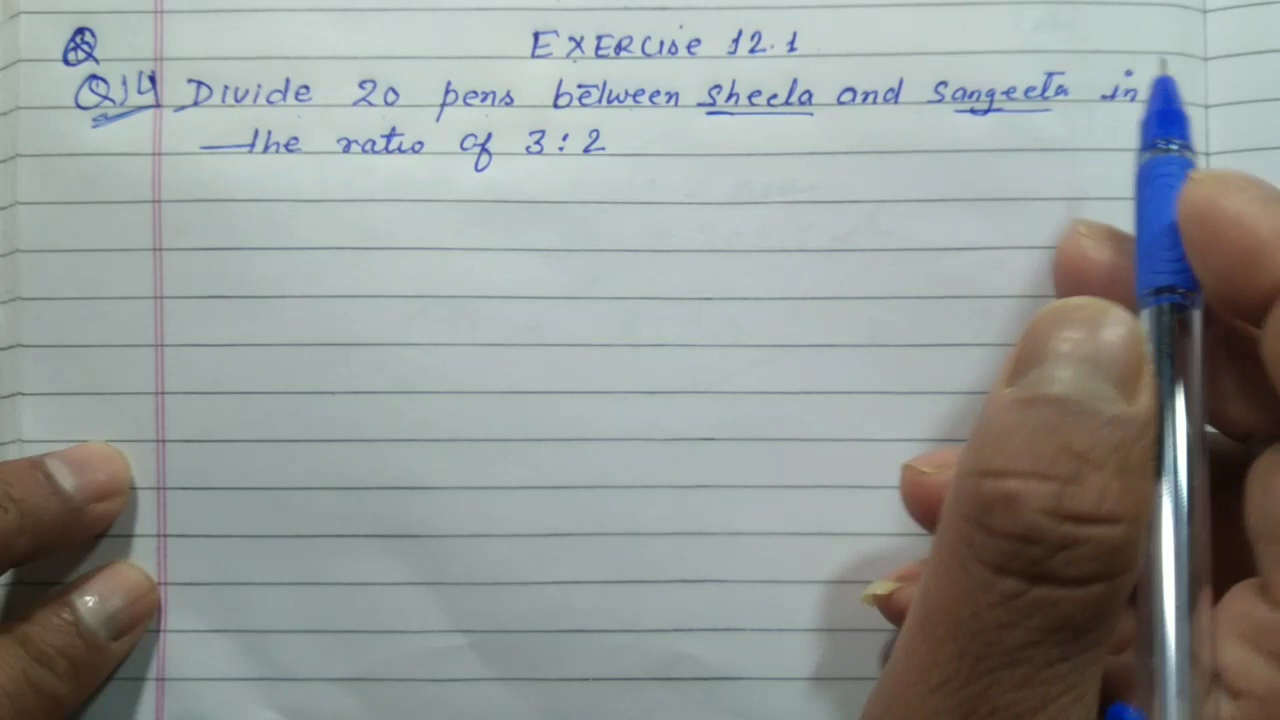 EXERCISE 12.1
Q14 Divide 20 pens between Sheela and Sangeeta in
the ratio of 3:2